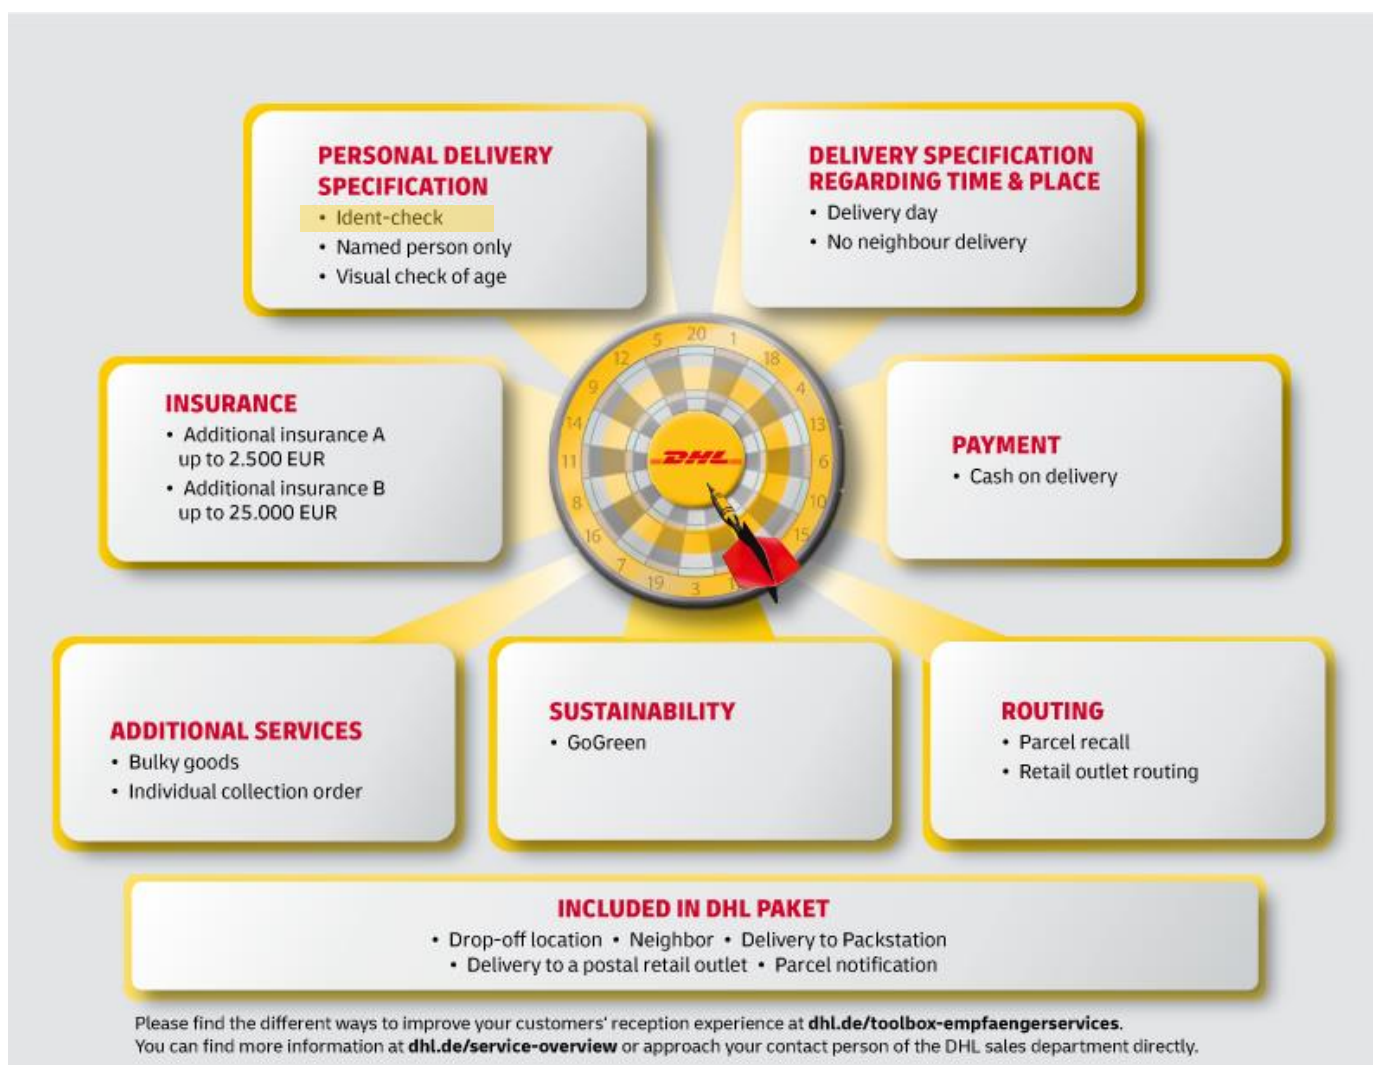 PERSONAL DELIVERY
SPECIFICATION
• Ident-check
• Named person only
• Visual check of age
DELIVERY SPECIFICATION
REGARDING TIME & PLACE
• Delivery day
• No neighbour delivery
INSURANCE
• Additional insurance A
up to 2.500 EUR
• Additional insurance B
up to 25.000 EUR
20
1
18
4
13
6
10
15
3
19
7
16
8
11
14
9
12
5
DHL
PAYMENT
• Cash on delivery
ADDITIONAL SERVICES
• Bulky goods
• Individual collection order
SUSTAINABILITY
• GoGreen
ROUTING
• Parcel recall
• Retail outlet routing
INCLUDED IN DHL PAKET
• Drop-off location • Neighbor • Delivery to Packstation
• Delivery to a postal retail outlet • Parcel notification
Please find the different ways to improve your customers' reception experience at dhl.de/toolbox-empfaengerservices.
You can find more information at dhl.de/service-overview or approach your contact person of the DHL sales department directly.